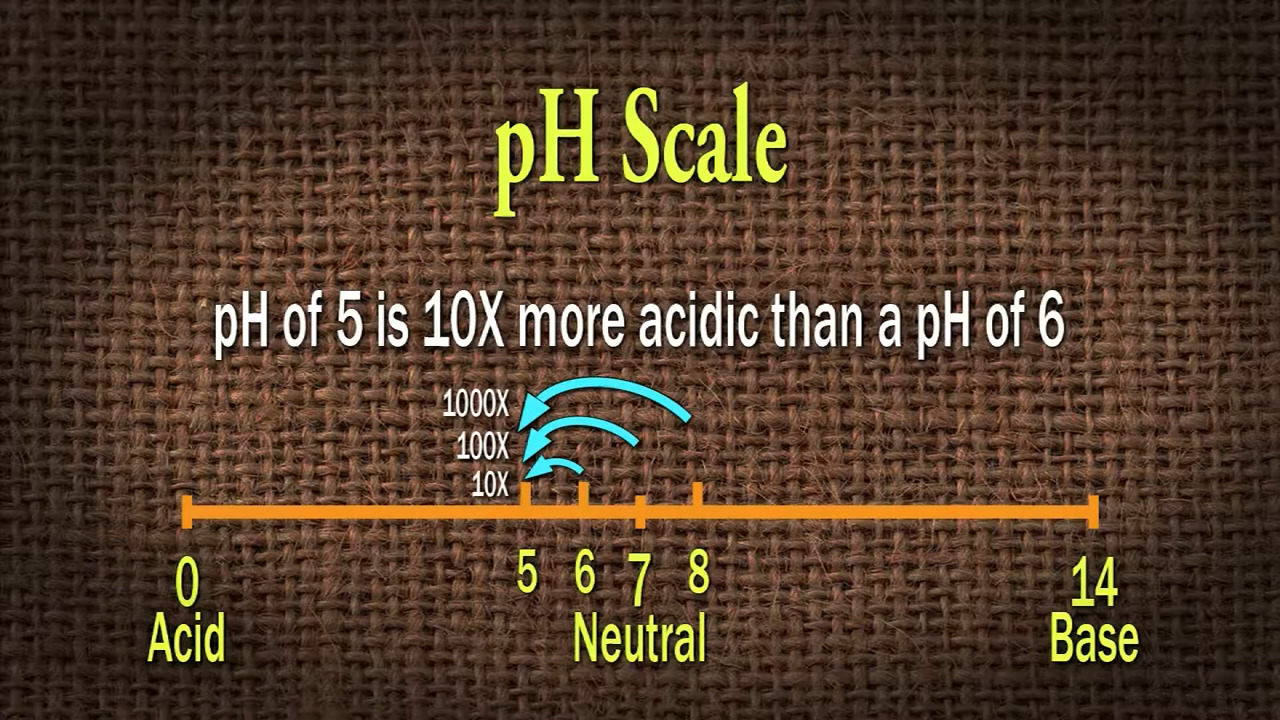 pH Scale
pH of 5 is 10X more acidic than a pH of 6
1000X
100X
10X
0 5 6 7 8 14
Acid Neutral Base